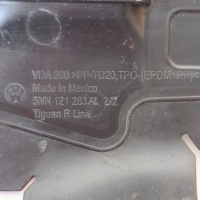 VDA 260 >PP-TD20,TPO-(EPDM+PP)<
Made in Mexico
5NN 121 283 AL 2/2
Tiguan R Line